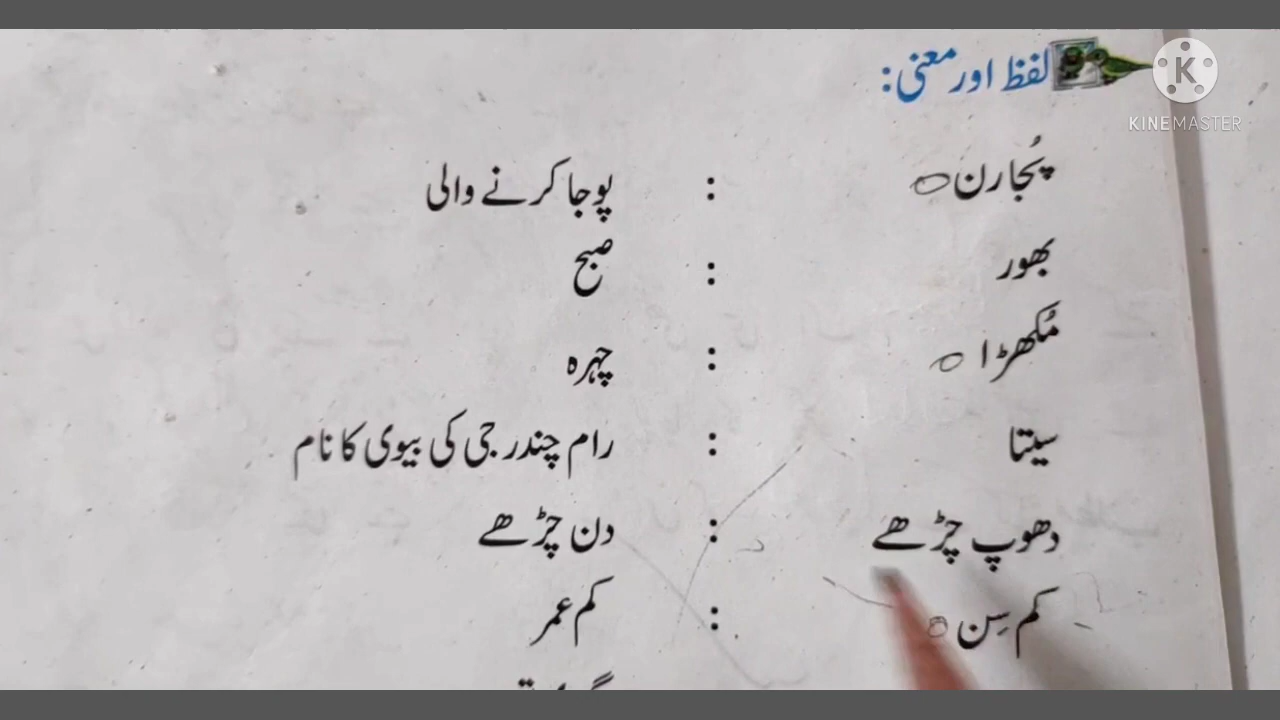 لفظ اور معنی:
KINEMASTER
پُجارن : پوجا کرنے والی
بھور : صبح
مُکھڑا : چہرہ
سیتا : رام چندر جی کی بیوی کا نام
دھوپ چڑھے : دن چڑھے
کم سِن : کم عمر